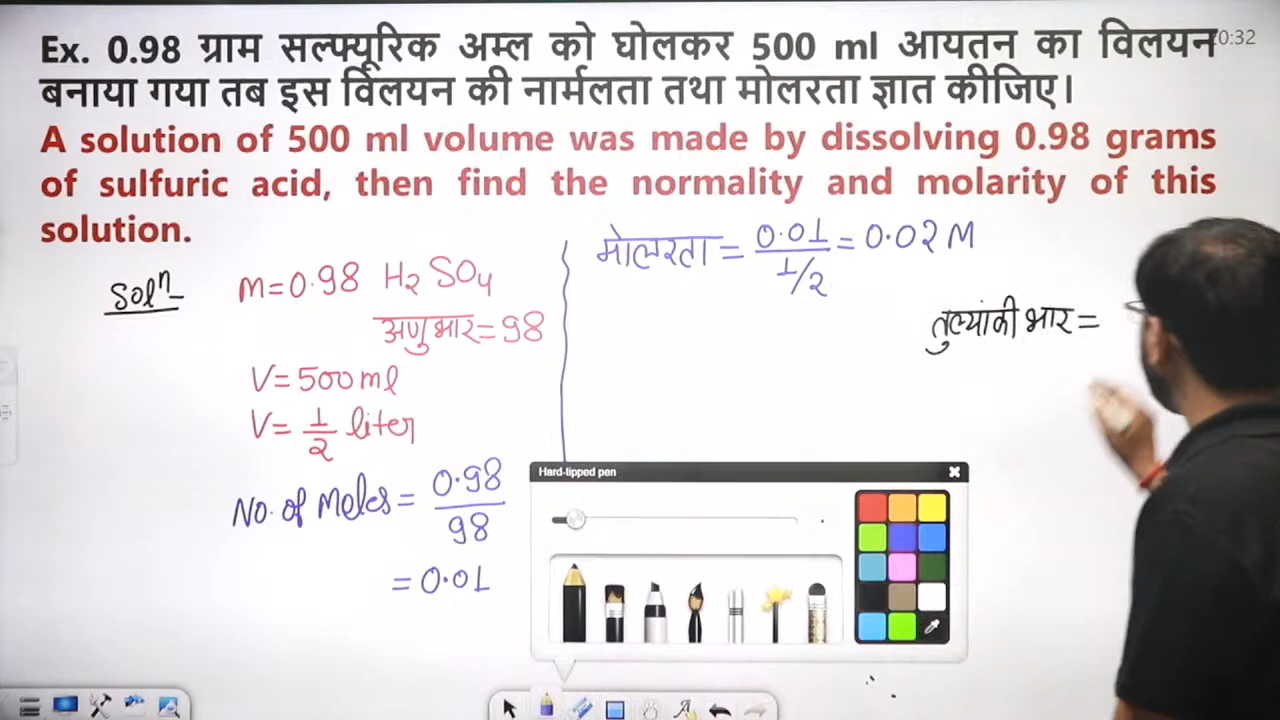 Ex. 0.98 ग्राम सल्फ्यूरिक अम्ल को घोलकर 500 ml आयतन का विलयन
बनाया गया तब इस विलयन की नार्मलता तथा मोलरता ज्ञात कीजिए।
A solution of 500 ml volume was made by dissolving 0.98 grams
of sulfuric acid, then find the normality and molarity of this
solution.
Solⁿ
m=0.98 H₂SO₄
अणुभार=98
V=500ml
V=1/2 liter
No. of Moles = 0.98/98
= 0.01
मोलरता = 0.01/(1/2) = 0.02 M
तुल्यांकी भार =
Hard-tipped pen